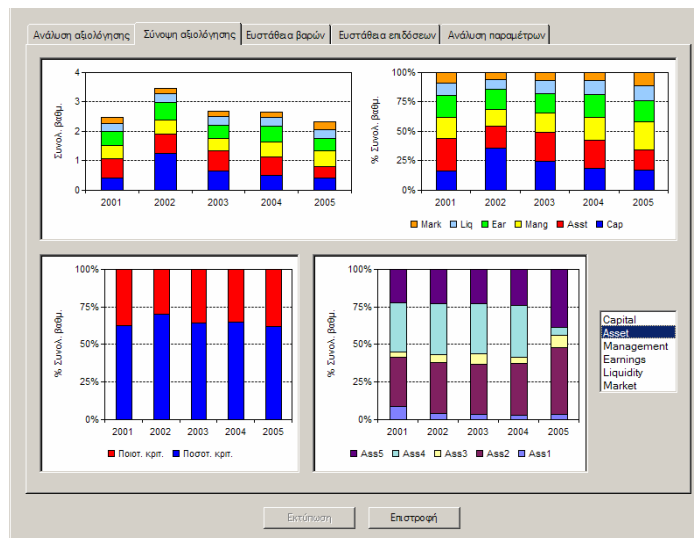 Ανάλυση αξιολόγησης Σύνοψη αξιολόγησης Ευστάθεια βαρών Ευστάθεια επιδόσεων Ανάλυση παραμέτρων
Συνολ. βαθμ.
4
3
2
1
0
2001 2002 2003 2004 2005
% Συνολ. βαθμ.
100%
75%
50%
25%
0%
2001 2002 2003 2004 2005
Mark Liq Ear Mang Asst Cap
% Συνολ. βαθμ.
100%
75%
50%
25%
0%
2001 2002 2003 2004 2005
Ποιοτ. κριτ. Ποσοτ. κριτ.
% Συνολ. βαθμ.
100%
75%
50%
25%
0%
2001 2002 2003 2004 2005
Ass5 Ass4 Ass3 Ass2 Ass1
Capital
Asset
Management
Earnings
Liquidity
Market
Εκτύπωση Επιστροφή